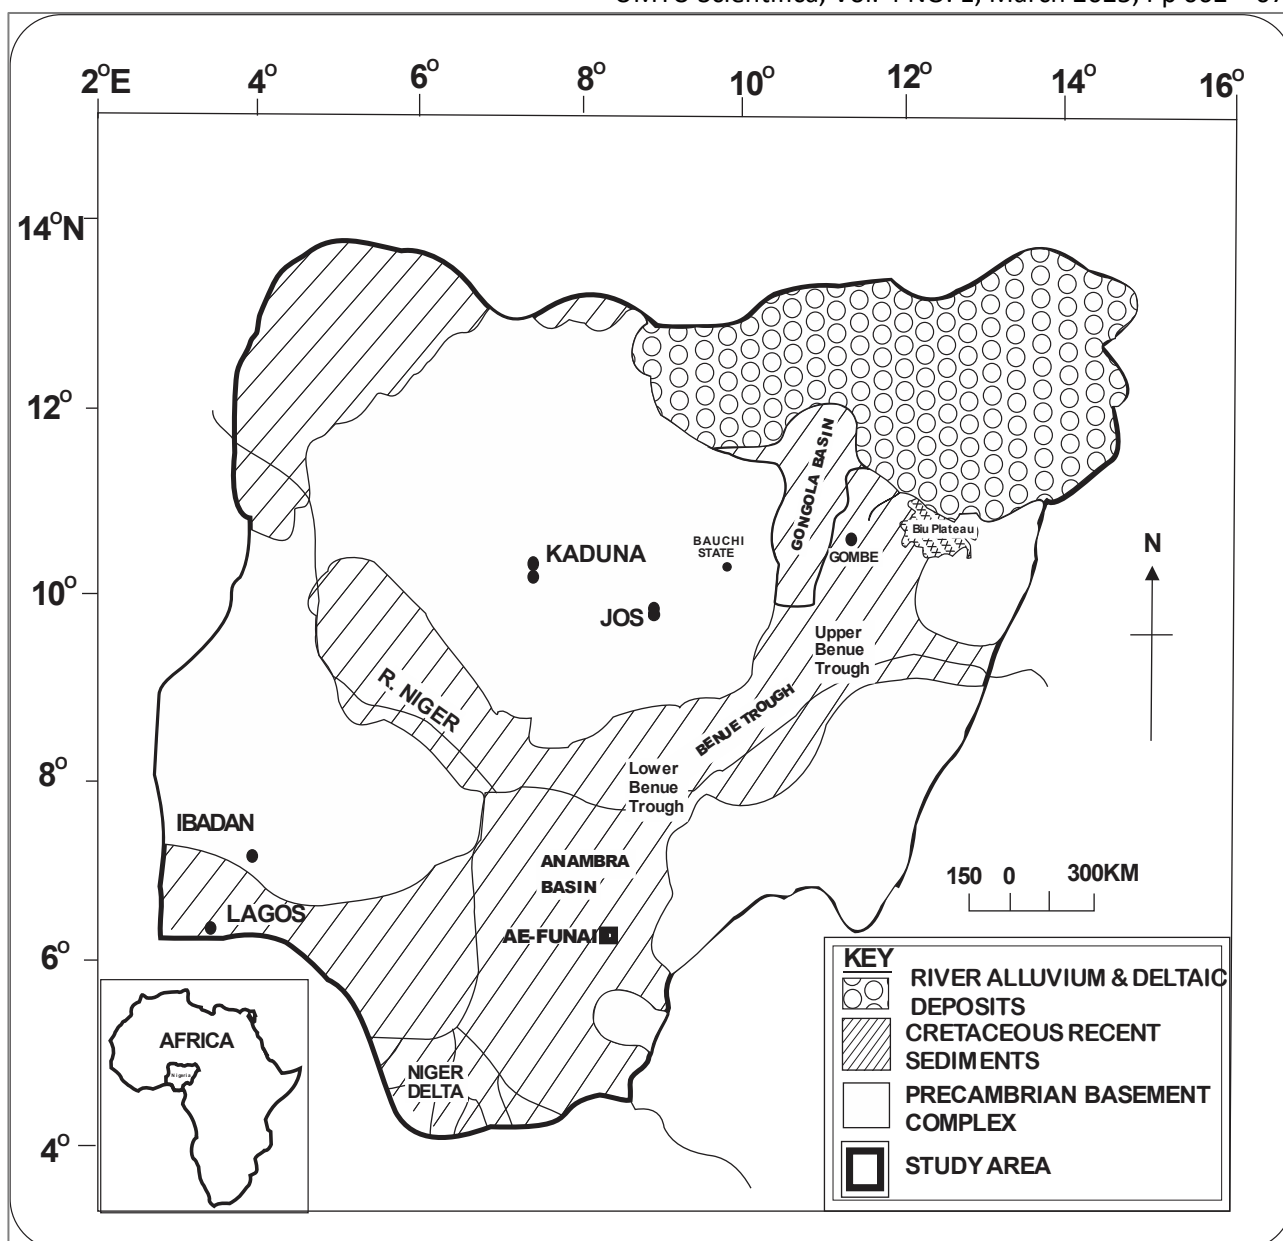 2°E 4° 6° 8° 10° 12° 14° 16°
14°N
12°
10°
8°
6°
4°
GONGOLA BASIN
Biu Plateau
BAUCHI
STATE
GOMBE
N
KADUNA
JOS
Upper
Benue
Trough
R. NIGER
BENUE TROUGH
Lower
Benue
Trough
IBADAN
ANAMBRA
BASIN
150 0 300KM
LAGOS
AE-FUNAI
NIGER
DELTA
AFRICA
Nigeria
KEY
RIVER ALLUVIUM & DELTAIC
DEPOSITS
CRETACEOUS RECENT
SEDIMENTS
PRECAMBRIAN BASEMENT
COMPLEX
STUDY AREA